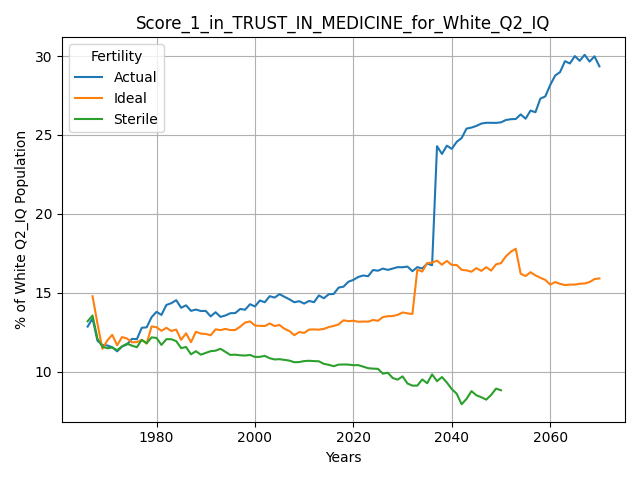 Score_1_in_TRUST_IN_MEDICINE_for_White_Q2_IQ
Fertility
Actual
Ideal
Sterile
% of White Q2_IQ Population
30
25
20
15
10
1980
2000
2020
2040
2060
Years